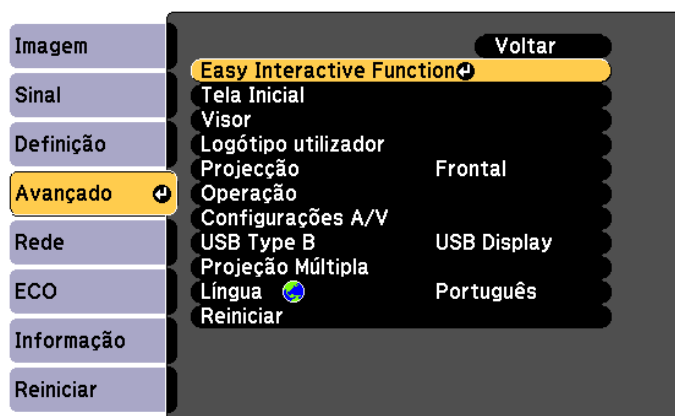 Imagem
Sinal
Definição
Avançado
Rede
ECO
Informação
Reiniciar
Voltar
Easy Interactive Function
Tela Inicial
Visor
Logótipo utilizador
Projecção Frontal
Operação
Configurações A/V
USB Type B USB Display
Projeção Múltipla
Língua Português
Reiniciar